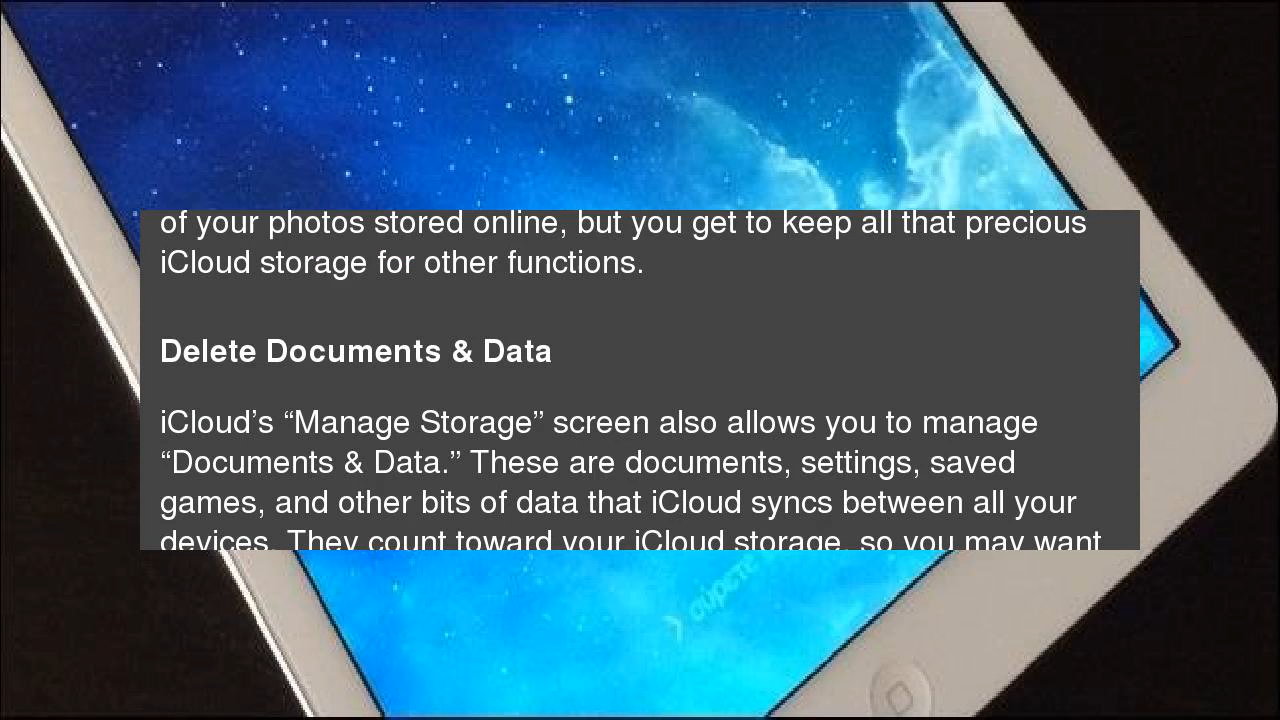 of your photos stored online, but you get to keep all that precious
iCloud storage for other functions.
Delete Documents & Data
iCloud’s “Manage Storage” screen also allows you to manage
“Documents & Data.” These are documents, settings, saved
games, and other bits of data that iCloud syncs between all your
devices. They count toward your iCloud storage, so you may want